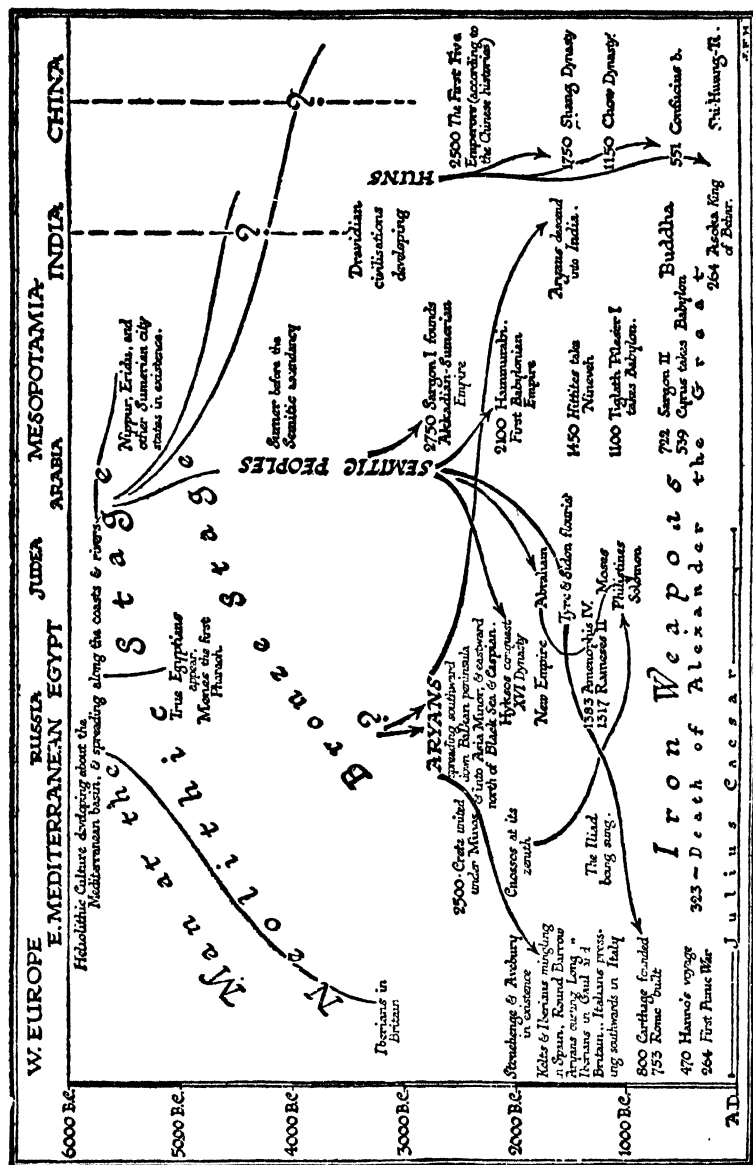 W. EUROPE
E. MEDITERRANEAN
RUSSIA
EGYPT
JUDEA
ARABIA
MESOPOTAMIA
INDIA
CHINA
6000 B.C.
5000 B.C.
4000 B.C.
3000 B.C.
2000 B.C.
1000 B.C.
A.D.
Heliolithic Culture developing about the
Mediterranean basin, & spreading along the coasts & rivers
Man at the
Neolithic Stage
True Egyptians
appear.
Menes the first
Pharaoh.
Nippur, Eridu, and
other Sumerian city
states in existence.
?
?
Iberians in
Britain
Bronze Stage
Sumer before the
Semitic ascendancy
Dravidian
civilisations
developing
SEMITIC PEOPLES
HUNS
?
ARYANS
spreading southward
upon Balkan peninsula
& into Asia Minor, & eastward
north of Black Sea & Caspian.
2500 Crete united
under Minos
2750 Sargon I founds
Akkadian-Sumerian
Empire
2500 The First Five
Emperors (according to
the Chinese histories)
Stonehenge & Avebury
in existence
Cnossos at its
zenith
Hyksos conquest
XVI Dynasty
New Empire
Abraham
2100 Hammurabi..
First Babylonian
Empire
Aryans descend
into India.
1750 Shang Dynasty
Kelts & Iberians mingling
in Spain. Round Barrow
Aryans curing Long "
Iberians in Gaul and
Britain... Italians press-
ing southwards in Italy
The Iliad
being sung.
Tyre & Sidon flourish
1383 Amenophis IV.
1317 Rameses II
Moses
Philistines
Solomon
1450 Hittites take
Nineveh
1100 Tiglath Pileser I
takes Babylon.
1150 Chow Dynasty
800 Carthage founded
753 Rome built
Iron Weapons
722 Sargon II
539 Cyrus takes Babylon
Buddha
551 Confucius b.
470 Hanno's voyage
264 First Punic War
323 – Death of Alexander the Great
264 Asoka King
of Behar.
Shi-Hwang-Ti.
Julius Caesar
J.F.H.